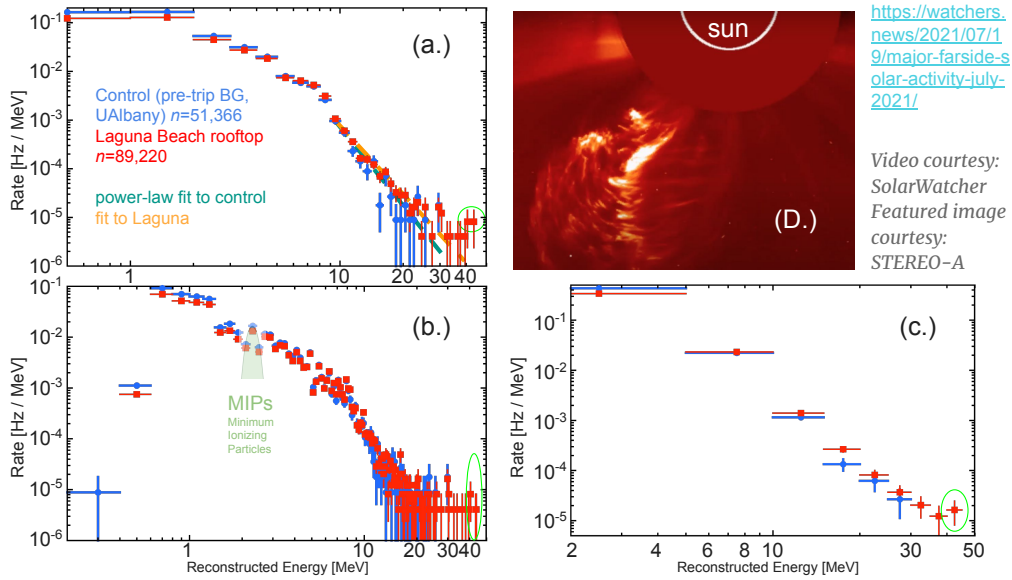 Rate [Hz / MeV]
10⁻¹
10⁻²
10⁻³
10⁻⁴
10⁻⁵
10⁻⁶
(a.)
Control (pre-trip BG,
UAlbany) n=51,366
Laguna Beach rooftop
n=89,220
power-law fit to control
fit to Laguna
1 10 20 30 40
sun
(D.)
https://watchers.
news/2021/07/1
9/major-farside-s
olar-activity-july-
2021/
Video courtesy:
SolarWatcher
Featured image
courtesy:
STEREO-A
Rate [Hz / MeV]
10⁻¹
10⁻²
10⁻³
10⁻⁴
10⁻⁵
10⁻⁶
(b.)
MIPs
Minimum
Ionizing
Particles
1 10 20 30 40
Reconstructed Energy [MeV]
Rate [Hz / MeV]
10⁻¹
10⁻²
10⁻³
10⁻⁴
10⁻⁵
(c.)
2 4 6 8 10 20 30 50
Reconstructed Energy [MeV]